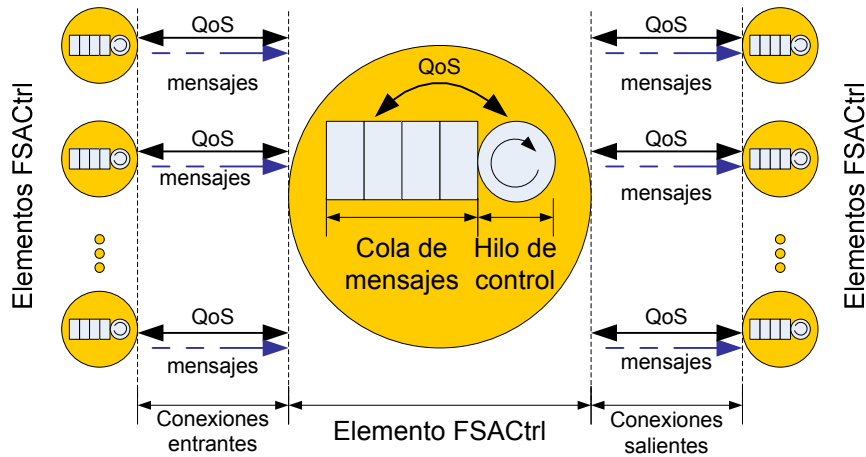 Elementos FSACtrl
QoS
mensajes
QoS
mensajes
QoS
mensajes
Conexiones
entrantes
QoS
Cola de
mensajes
Hilo de
control
Elemento FSACtrl
QoS
mensajes
QoS
mensajes
QoS
mensajes
Conexiones
salientes
Elementos FSACtrl